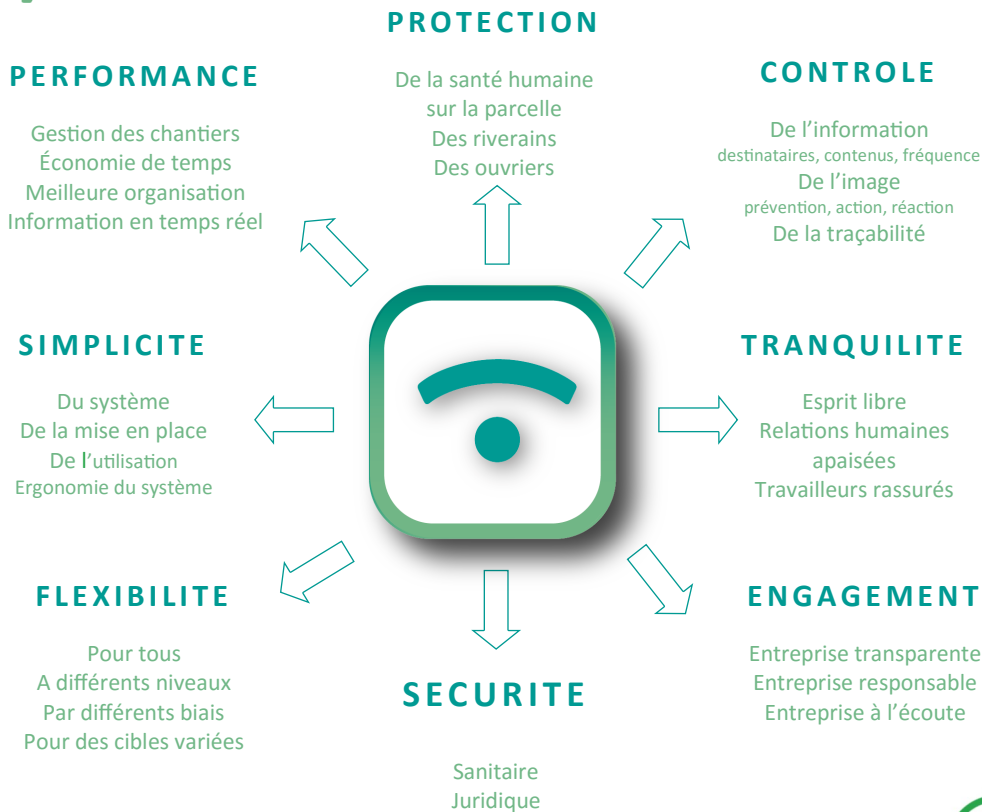 PROTECTION
De la santé humaine
sur la parcelle
Des riverains
Des ouvriers
PERFORMANCE
Gestion des chantiers
Économie de temps
Meilleure organisation
Information en temps réel
CONTROLE
De l’information
destinataires, contenus, fréquence
De l’image
prévention, action, réaction
De la traçabilité
SIMPLICITE
Du système
De la mise en place
De l’utilisation
Ergonomie du système
TRANQUILITE
Esprit libre
Relations humaines
apaisées
Travailleurs rassurés
FLEXIBILITE
Pour tous
A différents niveaux
Par différents biais
Pour des cibles variées
SECURITE
Sanitaire
Juridique
ENGAGEMENT
Entreprise transparente
Entreprise responsable
Entreprise à l’écoute